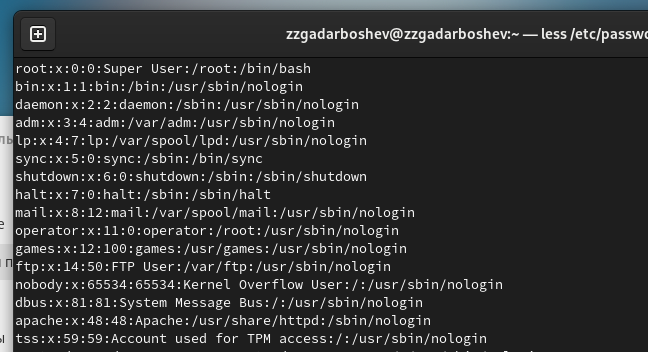 zzgadarboshev@zzgadarboshev:~ — less /etc/passw
root:x:0:0:Super User:/root:/bin/bash
bin:x:1:1:bin:/bin:/usr/sbin/nologin
daemon:x:2:2:daemon:/sbin:/usr/sbin/nologin
adm:x:3:4:adm:/var/adm:/usr/sbin/nologin
lp:x:4:7:lp:/var/spool/lpd:/usr/sbin/nologin
sync:x:5:0:sync:/sbin:/bin/sync
shutdown:x:6:0:shutdown:/sbin:/sbin/shutdown
halt:x:7:0:halt:/sbin:/sbin/halt
mail:x:8:12:mail:/var/spool/mail:/usr/sbin/nologin
operator:x:11:0:operator:/root:/usr/sbin/nologin
games:x:12:100:games:/usr/games:/usr/sbin/nologin
ftp:x:14:50:FTP User:/var/ftp:/usr/sbin/nologin
nobody:x:65534:65534:Kernel Overflow User:/:/usr/sbin/nologin
dbus:x:81:81:System Message Bus:/:/usr/sbin/nologin
apache:x:48:48:Apache:/usr/share/httpd:/sbin/nologin
tss:x:59:59:Account used for TPM access:/:/usr/sbin/nologin